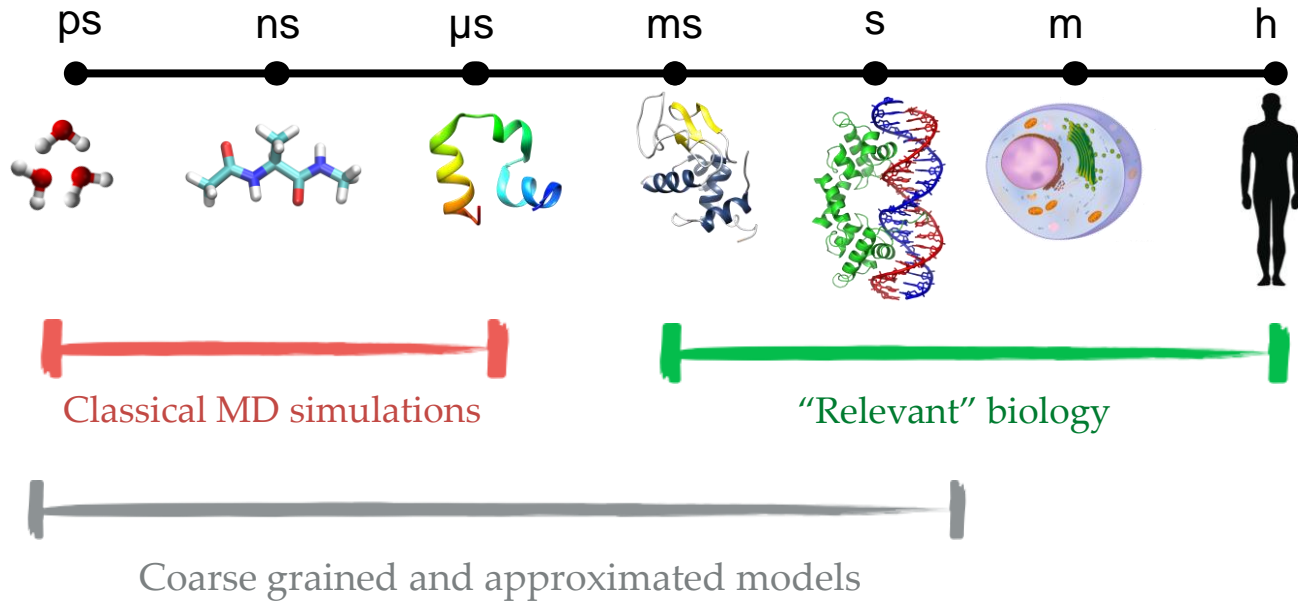 ps ns μs ms s m h
Classical MD simulations
“Relevant” biology
Coarse grained and approximated models